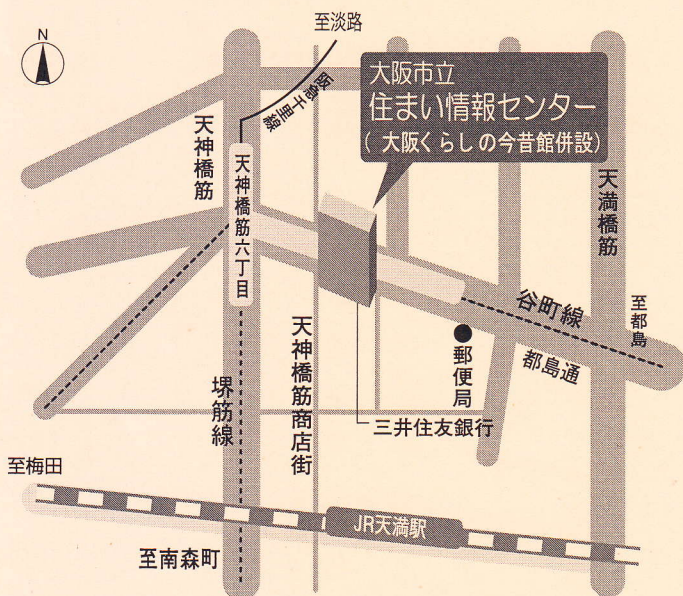 N
至淡路
阪急千里線
大阪市立
住まい情報センター
(大阪くらしの今昔館併設)
天神橋筋
天神橋筋六丁目
天満橋筋
谷町線
至都島
都島通
郵便局
天神橋筋商店街
堺筋線
三井住友銀行
至梅田
JR天満駅
至南森町